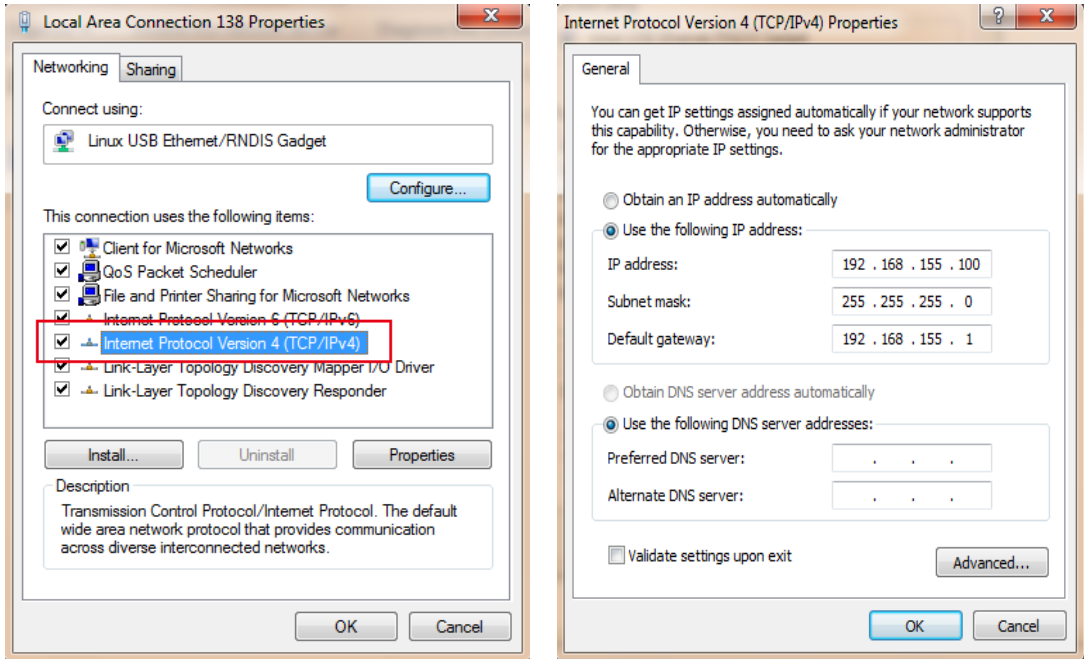 Local Area Connection 138 Properties
Networking
Sharing
Connect using:
Linux USB Ethernet/RNDIS Gadget
Configure...
This connection uses the following items:
Client for Microsoft Networks
QoS Packet Scheduler
File and Printer Sharing for Microsoft Networks
Internet Protocol Version 6 (TCP/IPv6)
Internet Protocol Version 4 (TCP/IPv4)
Link-Layer Topology Discovery Mapper I/O Driver
Link-Layer Topology Discovery Responder
Install...
Uninstall
Properties
Description
Transmission Control Protocol/Internet Protocol. The default
wide area network protocol that provides communication
across diverse interconnected networks.
OK
Cancel
Internet Protocol Version 4 (TCP/IPv4) Properties
General
You can get IP settings assigned automatically if your network supports
this capability. Otherwise, you need to ask your network administrator
for the appropriate IP settings.
Obtain an IP address automatically
Use the following IP address:
IP address: 192 . 168 . 155 . 100
Subnet mask: 255 . 255 . 255 . 0
Default gateway: 192 . 168 . 155 . 1
Obtain DNS server address automatically
Use the following DNS server addresses:
Preferred DNS server: . . .
Alternate DNS server: . . .
Validate settings upon exit
Advanced...
OK
Cancel